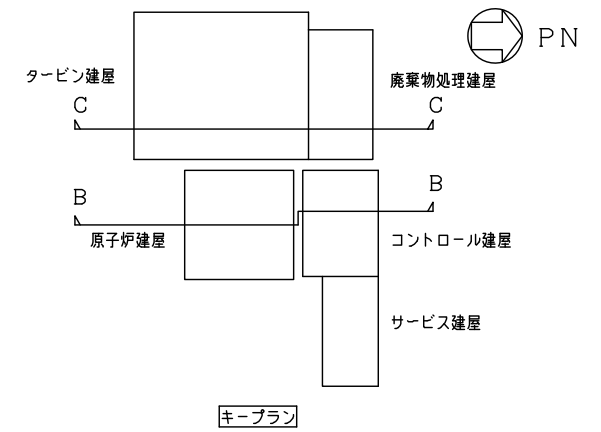 PN
タービン建屋
廃棄物処理建屋
C
C
B
B
原子炉建屋
コントロール建屋
サービス建屋
キープラン